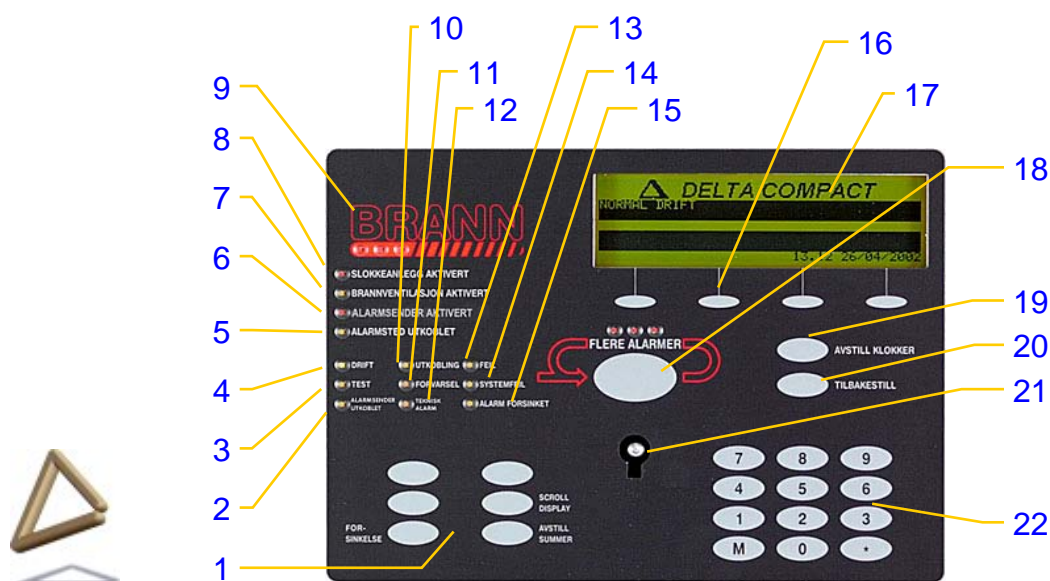 10
13
16
11
14
17
9
12
15
8
18
7
6
5
4
3
2
1
19
20
21
22
DELTA COMPACT
NORMAL DRIFT
13.12 26/04/2002
BRANN
SLOKKEANLEGG AKTIVERT
BRANNVENTILASJON AKTIVERT
ALARMSENDER AKTIVERT
ALARMSTED UTKOBLET
DRIFT
UTKOBLING
FEIL
TEST
FORVARSEL
SYSTEMFEIL
ALARMSENDER
UTKOBLET
TEKNISK
ALARM
ALARM FORSINKET
FLERE ALARMER
AVSTILL KLOKKER
TILBAKESTILL
SCROLL
DISPLAY
FOR-
SINKELSE
AVSTILL
SUMMER
7 8 9
4 5 6
1 2 3
M 0 *